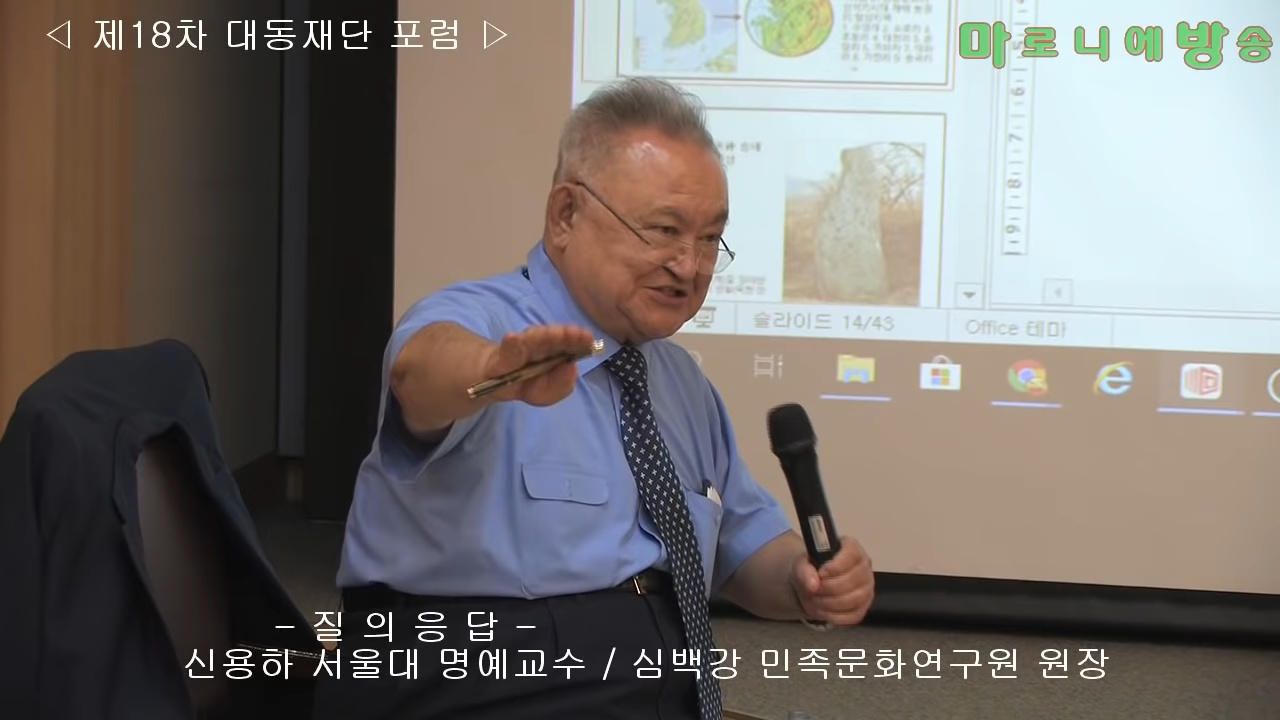 ◁ 제18차 대동재단 포럼 ▷
마로니에방송
슬라이드 14/43
Office 테마
- 질 의 응 답 -
신용하 서울대 명예교수 / 심백강 민족문화연구원 원장